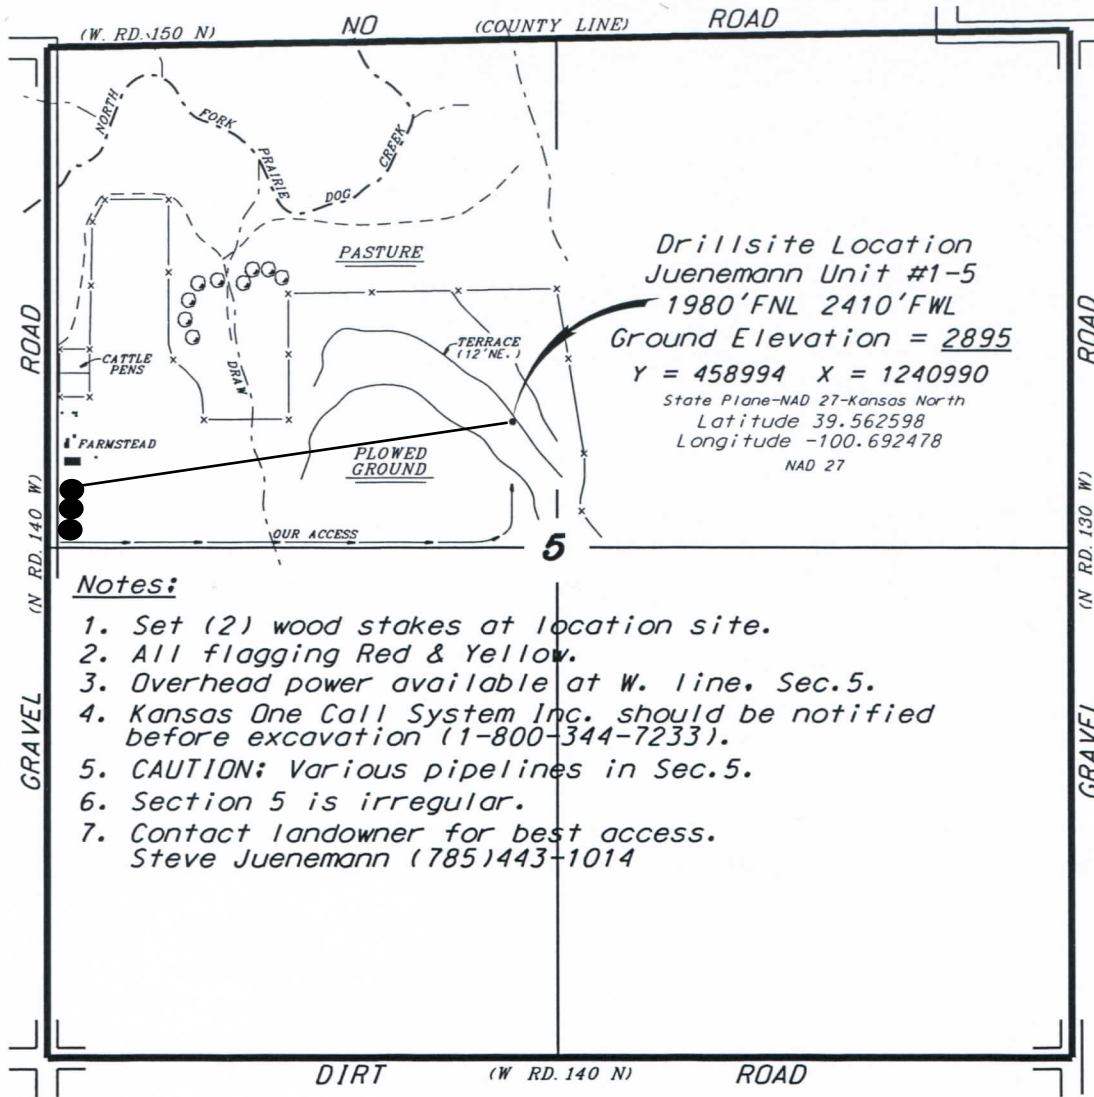 (W. RD. 150 N) NO (COUNTY LINE) ROAD
NORTH
FORK
PRAIRIE
DOG
CREEK
PASTURE
Drillsite Location
Juenemann Unit #1-5
1980'FNL 2410'FWL
Ground Elevation = 2895
Y = 458994 X = 1240990
State Plane-NAD 27-Kansas North
Latitude 39.562598
Longitude -100.692478
NAD 27
ROAD
ROAD
TERRACE
(12'NE.)
CATTLE
PENS
DRAW
FARMSTEAD
PLOWED
GROUND
OUR ACCESS
(N RD. 140 W)
(N RD. 130 W)
5
Notes:
1. Set (2) wood stakes at location site.
2. All flagging Red & Yellow.
3. Overhead power available at W. line, Sec.5.
4. Kansas One Call System Inc. should be notified
before excavation (1-800-344-7233).
5. CAUTION: Various pipelines in Sec.5.
6. Section 5 is irregular.
7. Contact landowner for best access.
Steve Juenemann (785)443-1014
GRAVEL
GRAVEL
DIRT (W RD. 140 N) ROAD